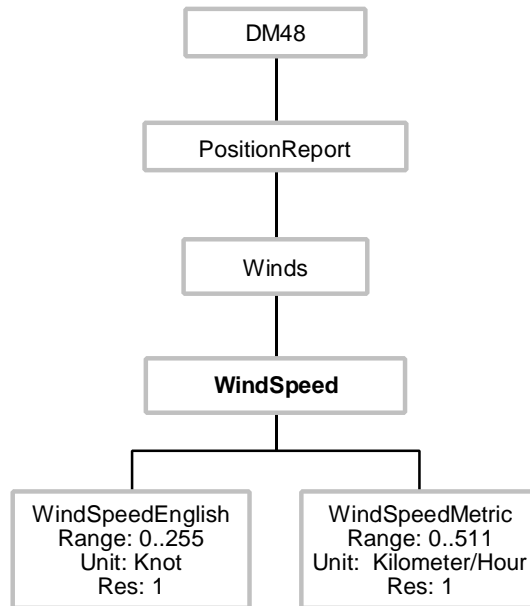 DM48
PositionReport
Winds
WindSpeed
WindSpeedEnglish
Range: 0..255
Unit: Knot
Res: 1
WindSpeedMetric
Range: 0..511
Unit: Kilometer/Hour
Res: 1